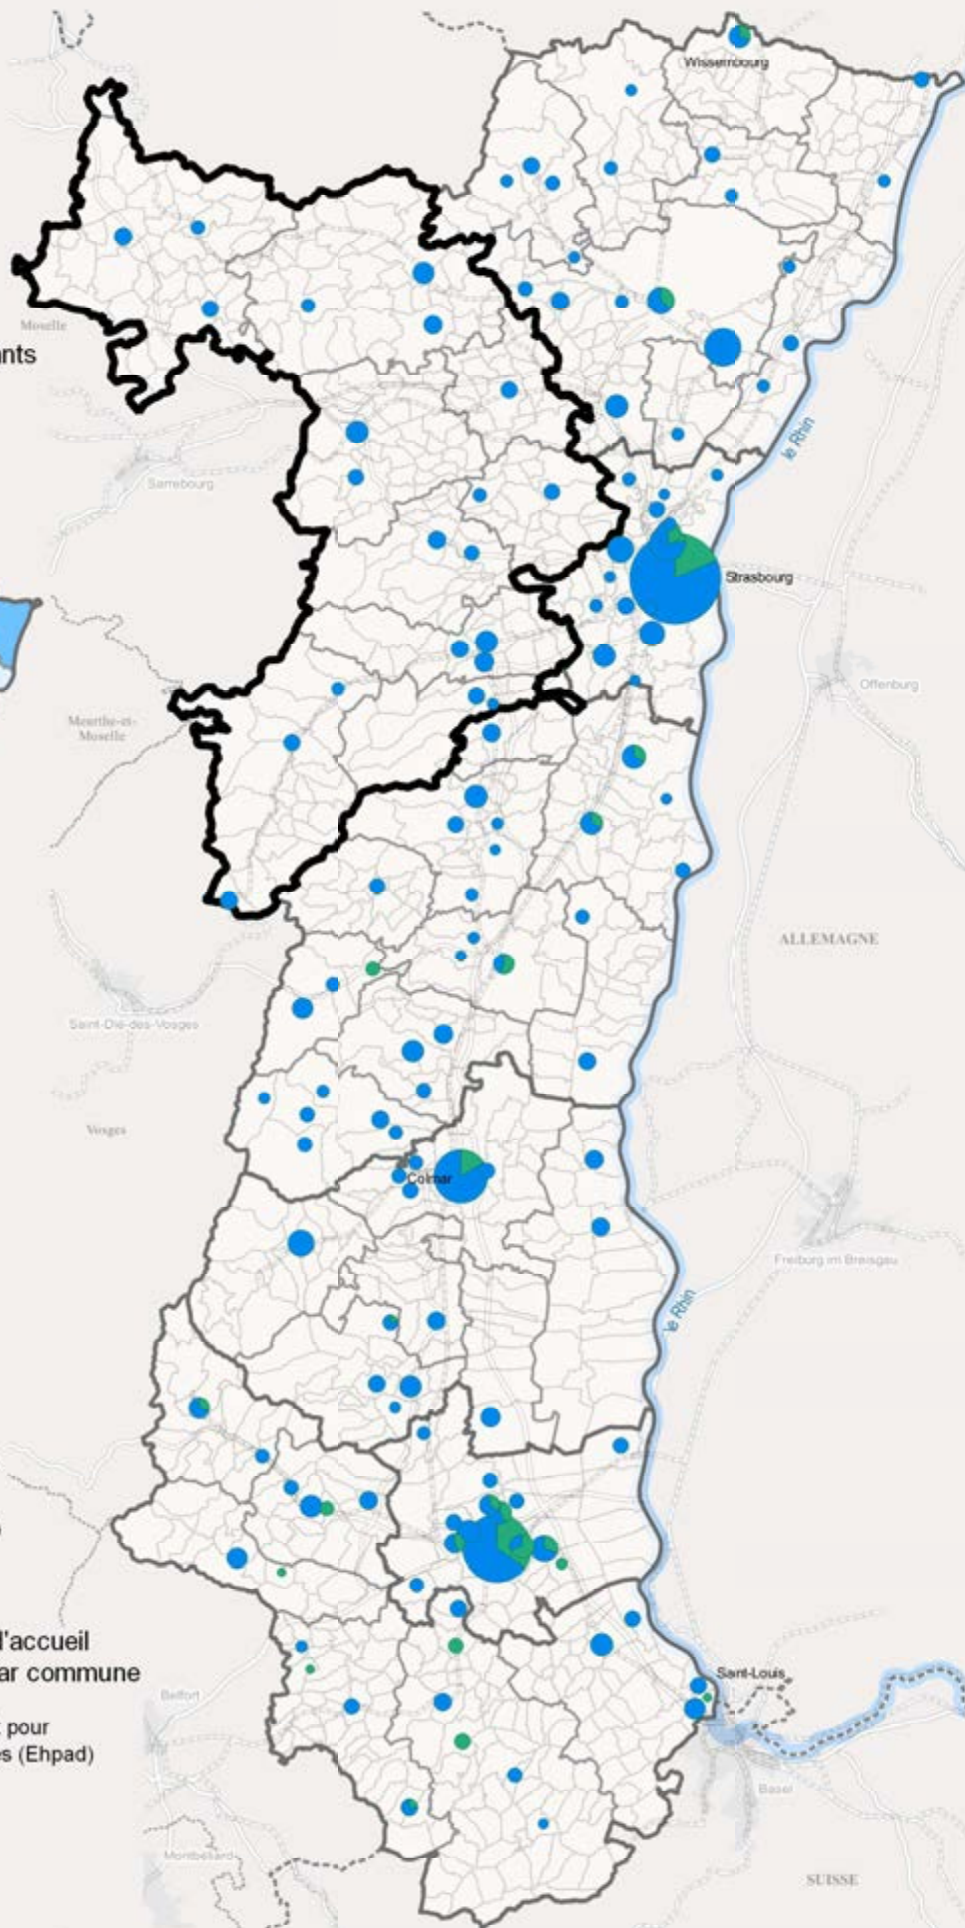 Wissembourg
Moselle
nts
le Rhin
Sarrebourg
Strasbourg
Offenburg
Meurthe-et-
Moselle
ALLEMAGNE
Saint-Dié-des-Vosges
Vosges
Colmar
Freiburg im Breisgau
le Rhin
)
l'accueil
ar commune
Saint-Louis
Belfort
pour
es (Ehpad)
Basel
Montbéliard
SUISSE